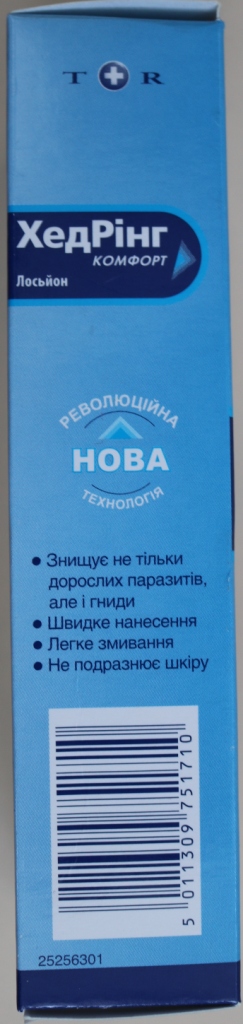 T R
ХедРінг
КОМФОРТ
Лосьйон
РЕВОЛЮЦІЙНА
НОВА
ТЕХНОЛОГІЯ
• Знищує не тільки
дорослих паразитів,
але і гниди
• Швидке нанесення
• Легке змивання
• Не подразнює шкіру
5 011309 751710
25256301